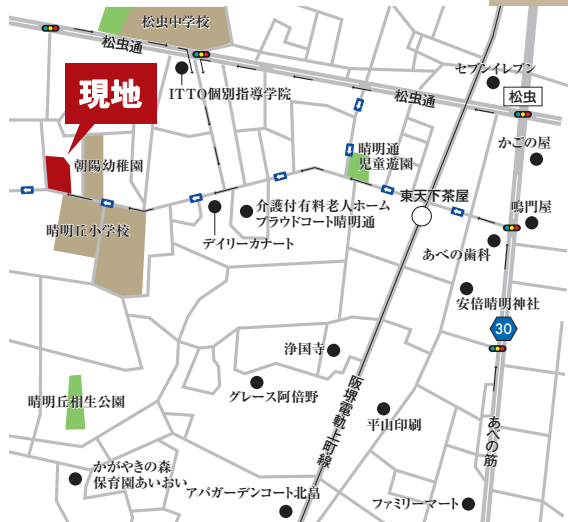 松虫中学校
松虫通
セブンイレブン
現地
ITTO個別指導学院
松虫通
松虫
かごの屋
朝陽幼稚園
晴明通
児童遊園
東天下茶屋
介護付有料老人ホーム
プラウドコート晴明通
鳴門屋
晴明丘小学校
デイリーカナート
あべの歯科
安倍晴明神社
30
浄国寺
グレース阿倍野
阪堺電軌上町線
晴明丘相生公園
平山印刷
あべの筋
かがやきの森
保育園あいおい
アパガーデンコート北畠
ファミリーマート